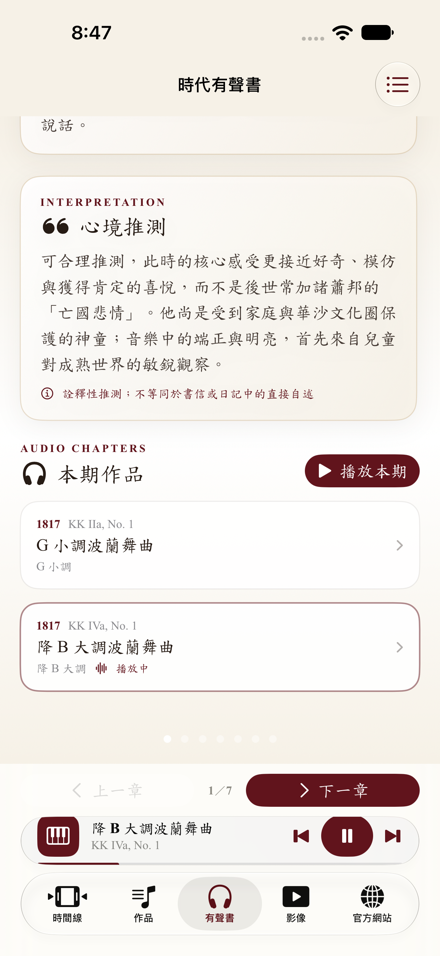 8:47
時代有聲書
說話。
INTERPRETATION
心境推測
可合理推測，此時的核心感受更接近好奇、模仿
與獲得肯定的喜悅，而不是後世常加諸蕭邦的
「亡國悲情」。他尚是受到家庭與華沙文化圈保
護的神童；音樂中的端正與明亮，首先來自兒童
對成熟世界的敏銳觀察。
詮釋性推測；不等同於書信或日記中的直接自述
AUDIO CHAPTERS
本期作品
播放本期
1817 KK IIa, No. 1
G 小調波蘭舞曲
G 小調
1817 KK IVa, No. 1
降 B 大調波蘭舞曲
降 B 大調 播放中
上一章
1／7
下一章
降 B 大調波蘭舞曲
KK IVa, No. 1
時間線
作品
有聲書
影像
官方網站